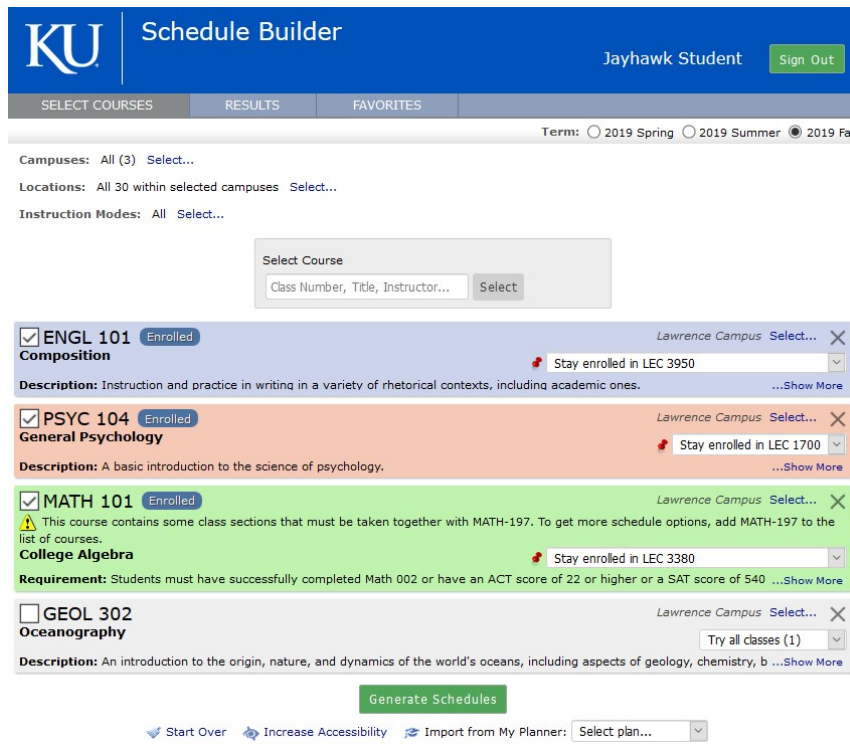 KU Schedule Builder
Jayhawk Student Sign Out
SELECT COURSES RESULTS FAVORITES
Term: 2019 Spring 2019 Summer 2019 Fa
Campuses: All (3) Select...
Locations: All 30 within selected campuses Select...
Instruction Modes: All Select...
Select Course
Class Number, Title, Instructor... Select
ENGL 101 Enrolled Lawrence Campus Select...
Composition Stay enrolled in LEC 3950
Description: Instruction and practice in writing in a variety of rhetorical contexts, including academic ones. ...Show More
PSYC 104 Enrolled Lawrence Campus Select...
General Psychology Stay enrolled in LEC 1700
Description: A basic introduction to the science of psychology. ...Show More
MATH 101 Enrolled Lawrence Campus Select...
This course contains some class sections that must be taken together with MATH-197. To get more schedule options, add MATH-197 to the
list of courses.
College Algebra Stay enrolled in LEC 3380
Requirement: Students must have successfully completed Math 002 or have an ACT score of 22 or higher or a SAT score of 540 ...Show More
GEOL 302 Lawrence Campus Select...
Oceanography Try all classes (1)
Description: An introduction to the origin, nature, and dynamics of the world's oceans, including aspects of geology, chemistry, b ...Show More
Generate Schedules
Start Over Increase Accessibility Import from My Planner: Select plan...